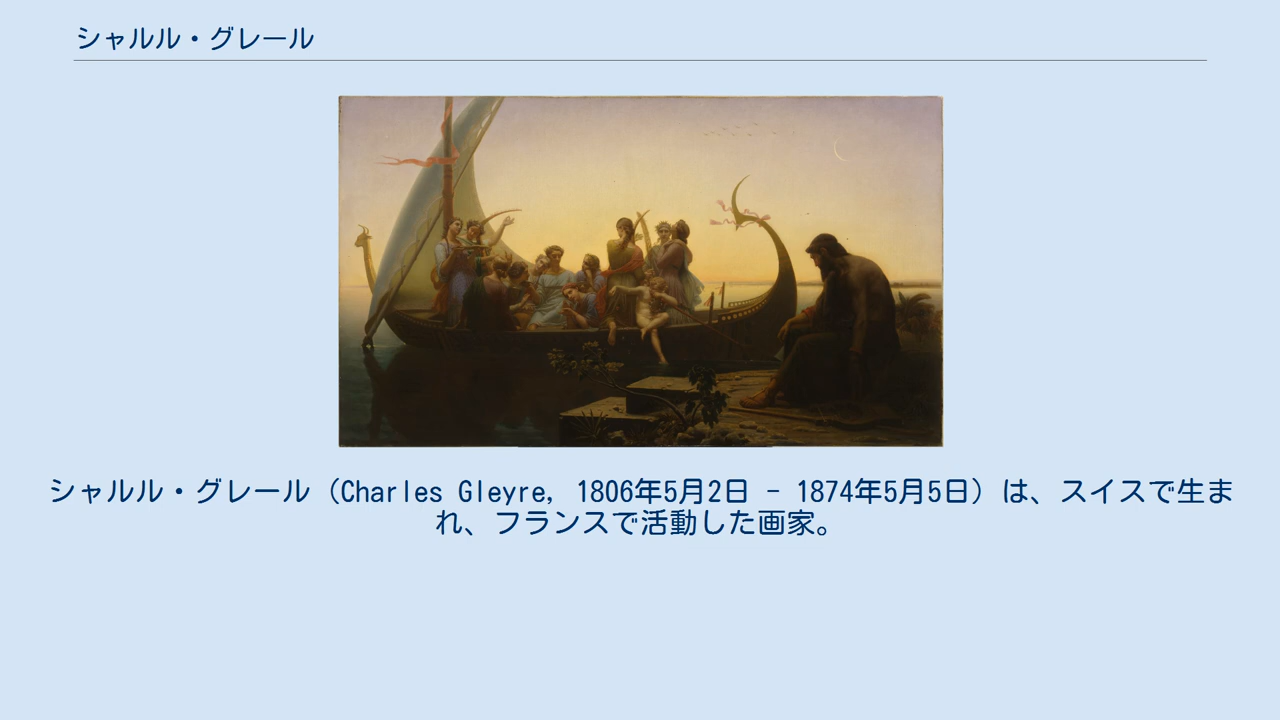 シャルル・グレール
シャルル・グレール（Charles Gleyre, 1806年5月2日 - 1874年5月5日）は、スイスで生ま
れ、フランスで活動した画家。